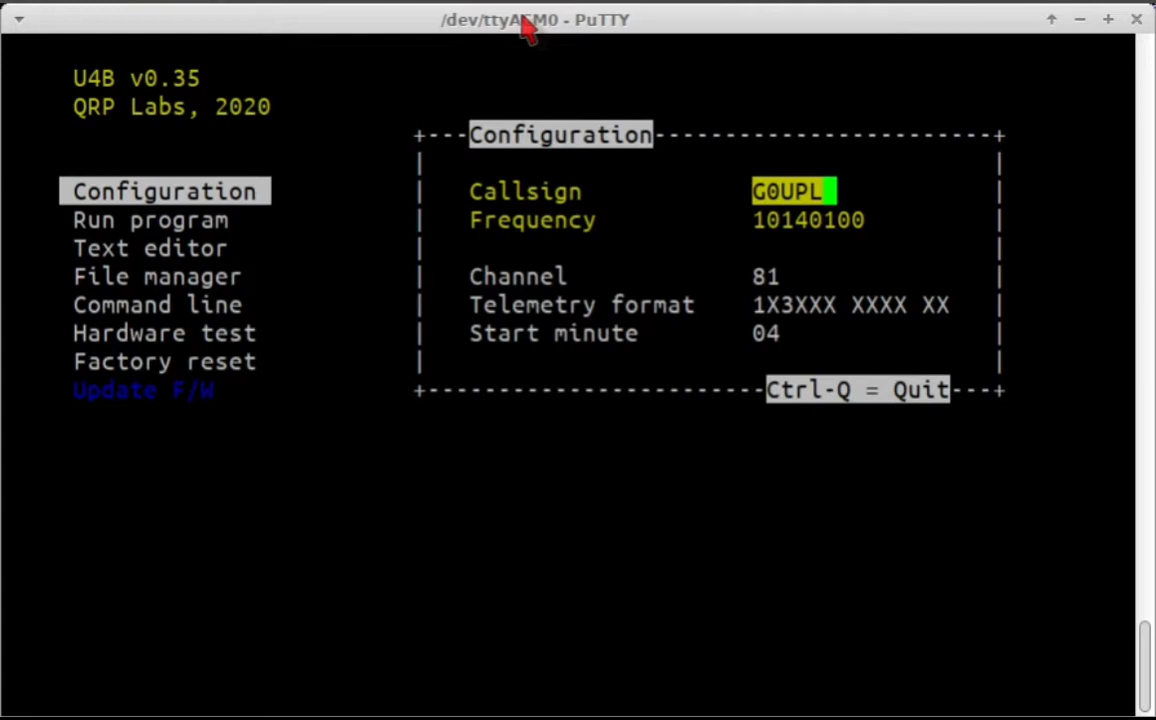 /dev/ttyACM0 - PuTTY
U4B v0.35
QRP Labs, 2020
Configuration
Run program
Text editor
File manager
Command line
Hardware test
Factory reset
Update F/W
+---Configuration------------------------+
Callsign G0UPL
Frequency 10140100
Channel 81
Telemetry format 1X3XXX XXXX XX
Start minute 04
+------------------------Ctrl-Q = Quit---+